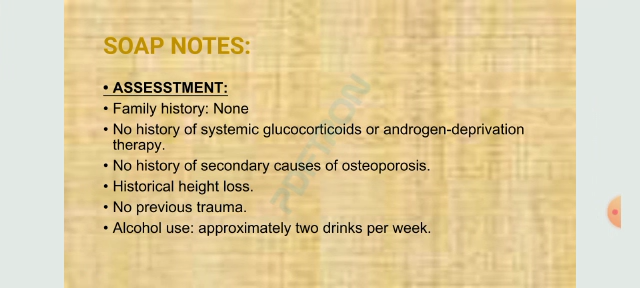 SOAP NOTES:
• ASSESSTMENT:
• Family history: None
• No history of systemic glucocorticoids or androgen-deprivation
therapy.
• No history of secondary causes of osteoporosis.
• Historical height loss.
• No previous trauma.
• Alcohol use: approximately two drinks per week.